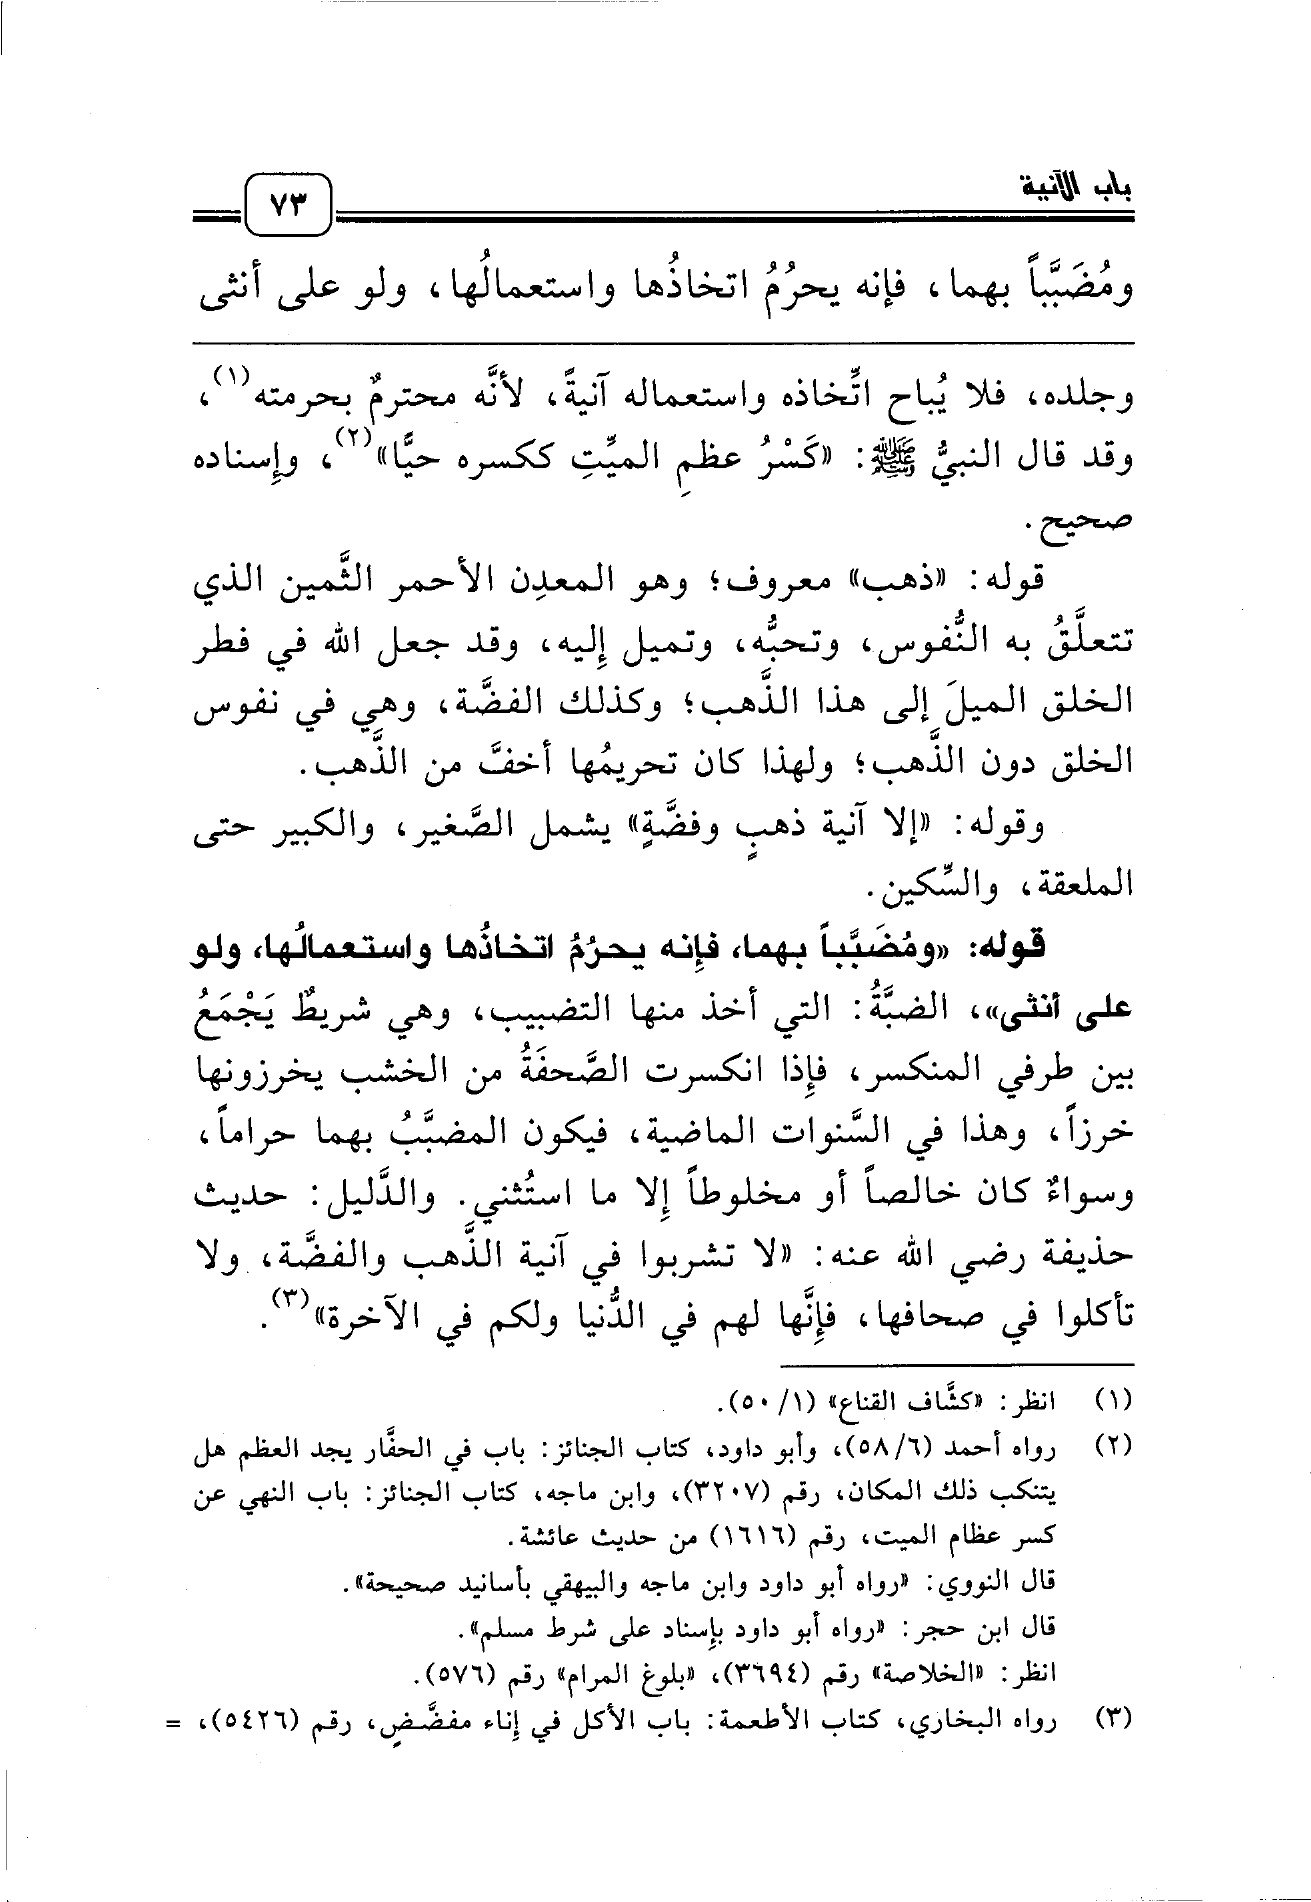 باب الآنية
٧٣
ومُضَبَّباً بهما، فإنه يحرُمُ اتخاذُها واستعمالُها، ولو على أنثى
وجلده، فلا يُباح اتِّخاذه واستعماله آنيةً، لأنَّه محترمٌ بحرمته(١)،
وقد قال النبيُّ ﷺ: «كَسْرُ عظمِ الميِّتِ ككسره حيًّا»(٢)، وإسناده
صحيح.
قوله: «ذهب» معروف؛ وهو المعدِن الأحمر الثَّمين الذي
تتعلَّقُ به النُّفوس، وتحبُّه، وتميل إليه، وقد جعل الله في فطر
الخلق الميلَ إلى هذا الذَّهب؛ وكذلك الفضَّة، وهي في نفوس
الخلق دون الذَّهب؛ ولهذا كان تحريمُها أخفَّ من الذَّهب.
وقوله: «إلا آنية ذهبٍ وفضَّةٍ» يشمل الصَّغير، والكبير حتى
الملعقة، والسِّكين.
قوله: «ومُضَبَّباً بهما، فإنه يحرُمُ اتخاذُها واستعمالُها، ولو
على أنثى»، الضبَّةُ: التي أخذ منها التضبيب، وهي شريطٌ يَجْمَعُ
بين طرفي المنكسر، فإذا انكسرت الصَّحفَةُ من الخشب يخرزونها
خرزاً، وهذا في السَّنوات الماضية، فيكون المضبَّبُ بهما حراماً،
وسواءٌ كان خالصاً أو مخلوطاً إلا ما استُثني. والدَّليل: حديث
حذيفة رضي الله عنه: «لا تشربوا في آنية الذَّهب والفضَّة، ولا
تأكلوا في صحافها، فإنَّها لهم في الدُّنيا ولكم في الآخرة»(٣).
(١) انظر: «كشَّاف القناع» (١/ ٥٠).
(٢) رواه أحمد (٦/ ٥٨)، وأبو داود، كتاب الجنائز: باب في الحفَّار يجد العظم هل
يتنكب ذلك المكان، رقم (٣٢٠٧)، وابن ماجه، كتاب الجنائز: باب النهي عن
كسر عظام الميت، رقم (١٦١٦) من حديث عائشة.
قال النووي: «رواه أبو داود وابن ماجه والبيهقي بأسانيد صحيحة».
قال ابن حجر: «رواه أبو داود بإسناد على شرط مسلم».
انظر: «الخلاصة» رقم (٣٦٩٤)، «بلوغ المرام» رقم (٥٧٦).
(٣) رواه البخاري، كتاب الأطعمة: باب الأكل في إناء مفضَّضٍ، رقم (٥٤٢٦)، =